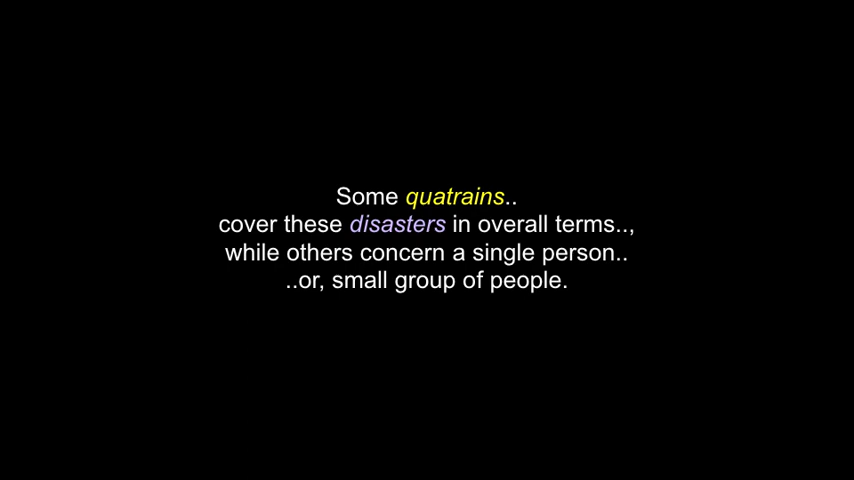 Some quatrains..
cover these disasters in overall terms..,
while others concern a single person..
..or, small group of people.